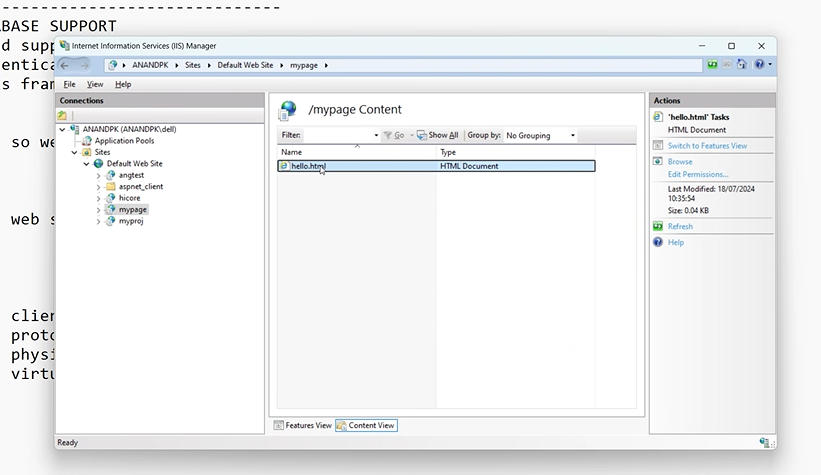 ------------------------------
BASE SUPPORT
d supp
Internet Information Services (IIS) Manager
entica
ANANDPK Sites Default Web Site mypage
s fram
File View Help
Connections
ANANDPK (ANANDPK\dell)
Application Pools
Sites
Default Web Site
angtest
aspnet_client
hicore
mypage
myproj
so we
web s
clien
proto
physi
virtu
/mypage Content
Filter: Go Show All Group by: No Grouping
Name Type
hello.html HTML Document
Features View Content View
Actions
'hello.html' Tasks
HTML Document
Switch to Features View
Browse
Edit Permissions...
Last Modified: 18/07/2024
10:35:54
Size: 0.04 KB
Refresh
Help
Ready